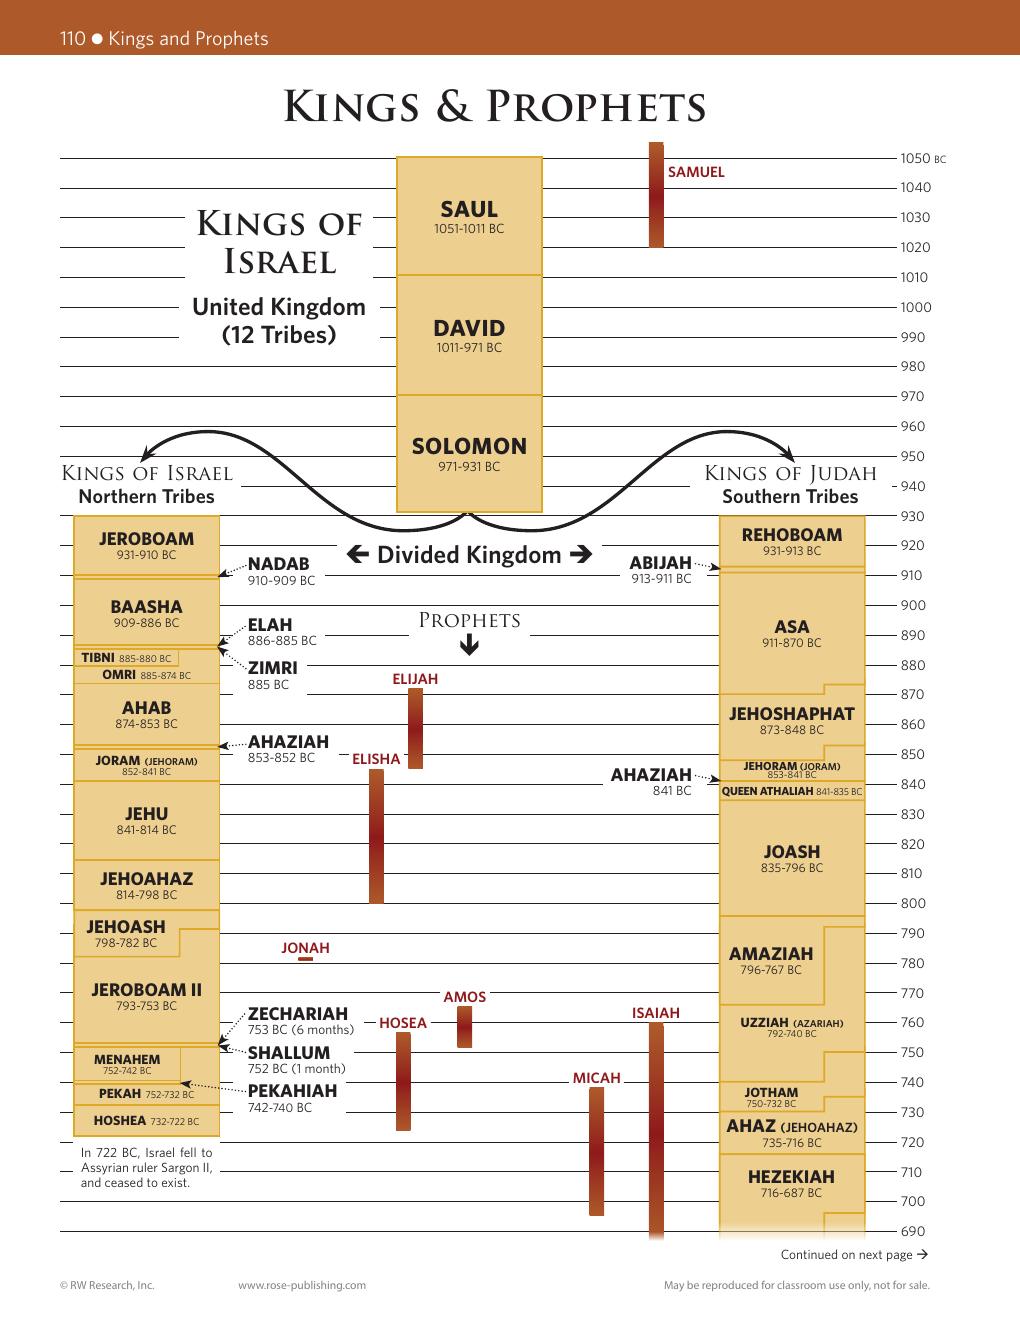 110 ● Kings and Prophets
Kings & Prophets
1050 BC
SAMUEL
1040
SAUL
1051-1011 BC
Kings of
Israel
1030
1020
1010
United Kingdom
(12 Tribes)
1000
DAVID
1011-971 BC
990
980
970
960
SOLOMON
971-931 BC
950
Kings of Israel
Northern Tribes
Kings of Judah
Southern Tribes
940
930
JEROBOAM
931-910 BC
REHOBOAM
931-913 BC
920
🡰 Divided Kingdom 🡲
NADAB
910-909 BC
ABIJAH
913-911 BC
910
BAASHA
909-886 BC
900
Prophets
ELAH
886-885 BC
ASA
911-870 BC
890
TIBNI 885-880 BC
OMRI 885-874 BC
ZIMRI
885 BC
880
ELIJAH
870
AHAB
874-853 BC
JEHOSHAPHAT
873-848 BC
860
AHAZIAH
853-852 BC
850
JORAM (JEHORAM)
852-841 BC
ELISHA
JEHORAM (JORAM)
853-841 BC
AHAZIAH
841 BC
840
QUEEN ATHALIAH 841-835 BC
JEHU
841-814 BC
830
820
JOASH
835-796 BC
810
JEHOAHAZ
814-798 BC
800
JEHOASH
798-782 BC
790
JONAH
AMAZIAH
796-767 BC
780
JEROBOAM II
793-753 BC
770
AMOS
ZECHARIAH
753 BC (6 months)
HOSEA
ISAIAH
UZZIAH (AZARIAH)
792-740 BC
760
SHALLUM
752 BC (1 month)
750
MENAHEM
752-742 BC
MICAH
740
PEKAH 752-732 BC
PEKAHIAH
742-740 BC
JOTHAM
750-732 BC
730
HOSHEA 732-722 BC
AHAZ (JEHOAHAZ)
735-716 BC
720
In 722 BC, Israel fell to
Assyrian ruler Sargon II,
and ceased to exist.
710
HEZEKIAH
716-687 BC
700
690
Continued on next page →
© RW Research, Inc.
www.rose-publishing.com
May be reproduced for classroom use only, not for sale.